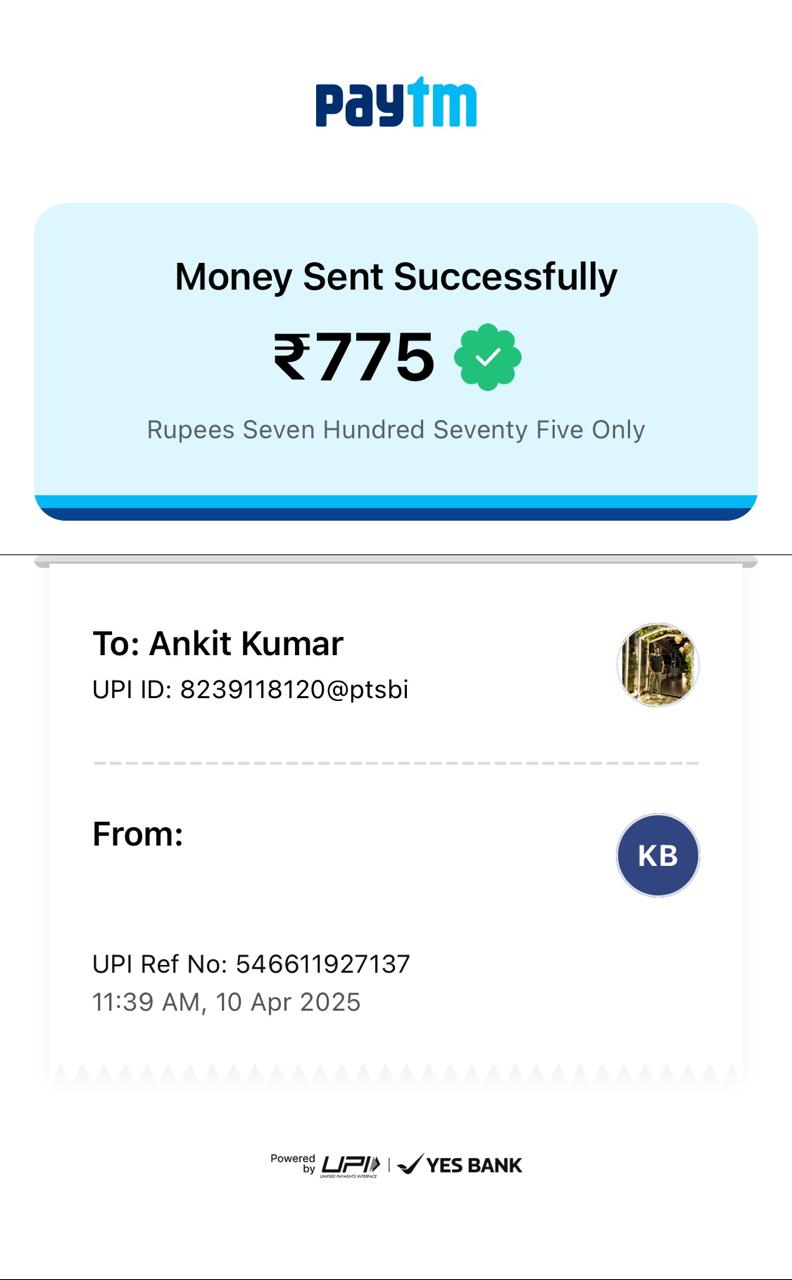 paytm
Money Sent Successfully
₹775
Rupees Seven Hundred Seventy Five Only
To: Ankit Kumar
UPI ID: 8239118120@ptsbi
From:
KB
UPI Ref No: 546611927137
11:39 AM, 10 Apr 2025
Powered by UPI | YES BANK
UNIFIED PAYMENTS INTERFACE